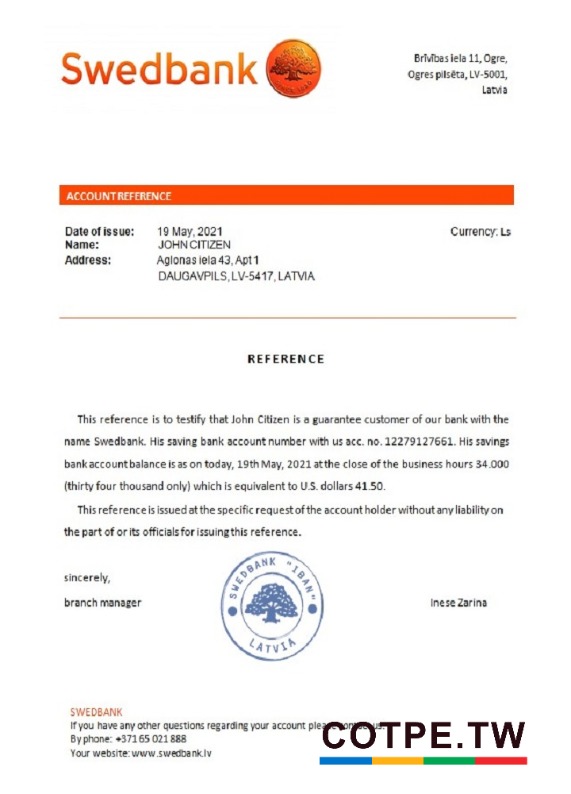 Swedbank
Brīvības iela 11, Ogre,
Ogres pilsēta, LV-5001,
Latvia
ACCOUNT REFERENCE
Date of issue: 19 May, 2021 Currency: Ls
Name: JOHN CITIZEN
Address: Aglonas iela 43, Apt 1
DAUGAVPILS, LV-5417, LATVIA
REFERENCE
This reference is to testify that John Citizen is a guarantee customer of our bank with the
name Swedbank. His saving bank account number with us acc. no. 12279127661. His savings
bank account balance is as on today, 19th May, 2021 at the close of the business hours 34.000
(thirty four thousand only) which is equivalent to U.S. dollars 41.50.
This reference is issued at the specific request of the account holder without any liability on
the part of or its officials for issuing this reference.
sincerely,
branch manager Inese Zarina
SWEDBANK "IBAN"
LATVIA
SWEDBANK
If you have any other questions regarding your account please contact us:
By phone: +371 65 021 888
Your website: www.swedbank.lv
COTPE.TW